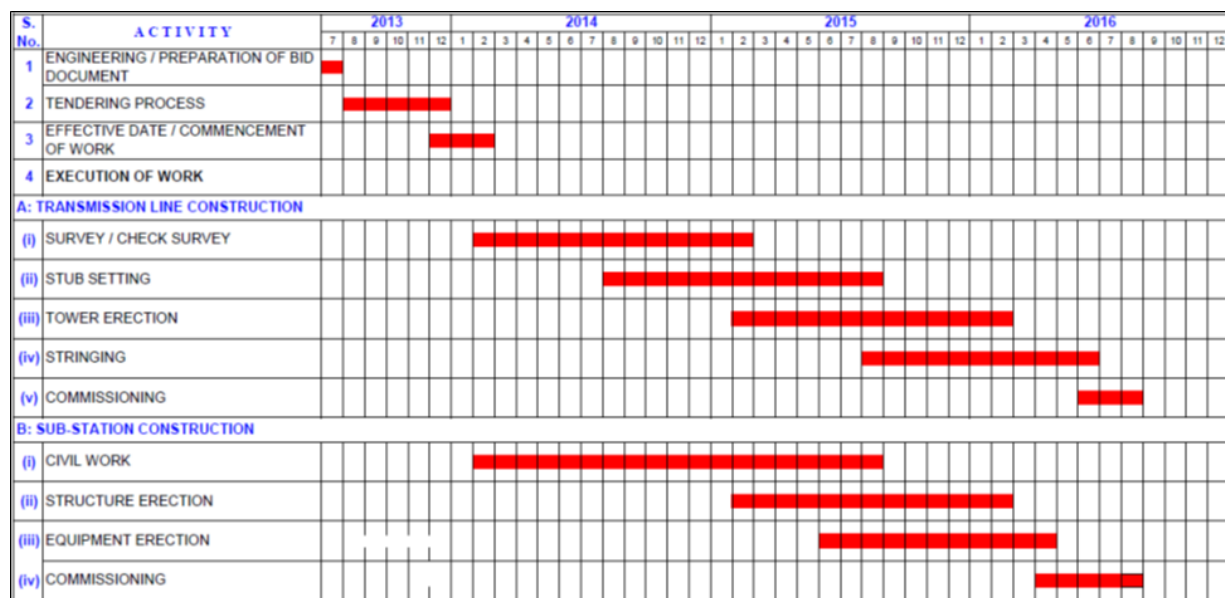 S. No. ACTIVITY 2013 2014 2015 2016
7 8 9 10 11 12 1 2 3 4 5 6 7 8 9 10 11 12 1 2 3 4 5 6 7 8 9 10 11 12 1 2 3 4 5 6 7 8 9 10 11 12
1 ENGINEERING / PREPARATION OF BID
DOCUMENT
2 TENDERING PROCESS
3 EFFECTIVE DATE / COMMENCEMENT
OF WORK
4 EXECUTION OF WORK
A: TRANSMISSION LINE CONSTRUCTION
(i) SURVEY / CHECK SURVEY
(ii) STUB SETTING
(iii) TOWER ERECTION
(iv) STRINGING
(v) COMMISSIONING
B: SUB-STATION CONSTRUCTION
(i) CIVIL WORK
(ii) STRUCTURE ERECTION
(iii) EQUIPMENT ERECTION
(iv) COMMISSIONING